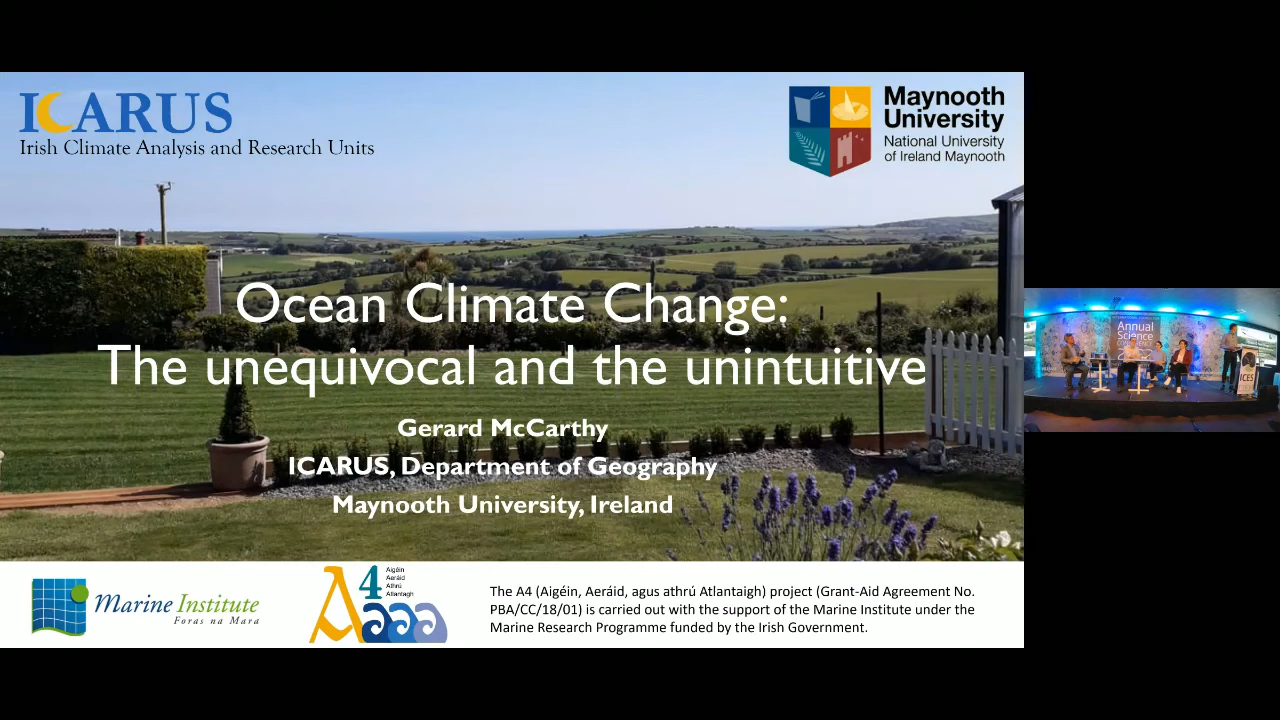 ICARUS
Irish Climate Analysis and Research Units
Maynooth
University
National University
of Ireland Maynooth
Ocean Climate Change:
The unequivocal and the unintuitive
Gerard McCarthy
ICARUS, Department of Geography
Maynooth University, Ireland
Marine Institute
Foras na Mara
A4
Aigéin
Aeráid
Athrú
Atlantagh
The A4 (Aigéin, Aeráid, agus athrú Atlantaigh) project (Grant-Aid Agreement No.
PBA/CC/18/01) is carried out with the support of the Marine Institute under the
Marine Research Programme funded by the Irish Government.
Annual
Science
ICES